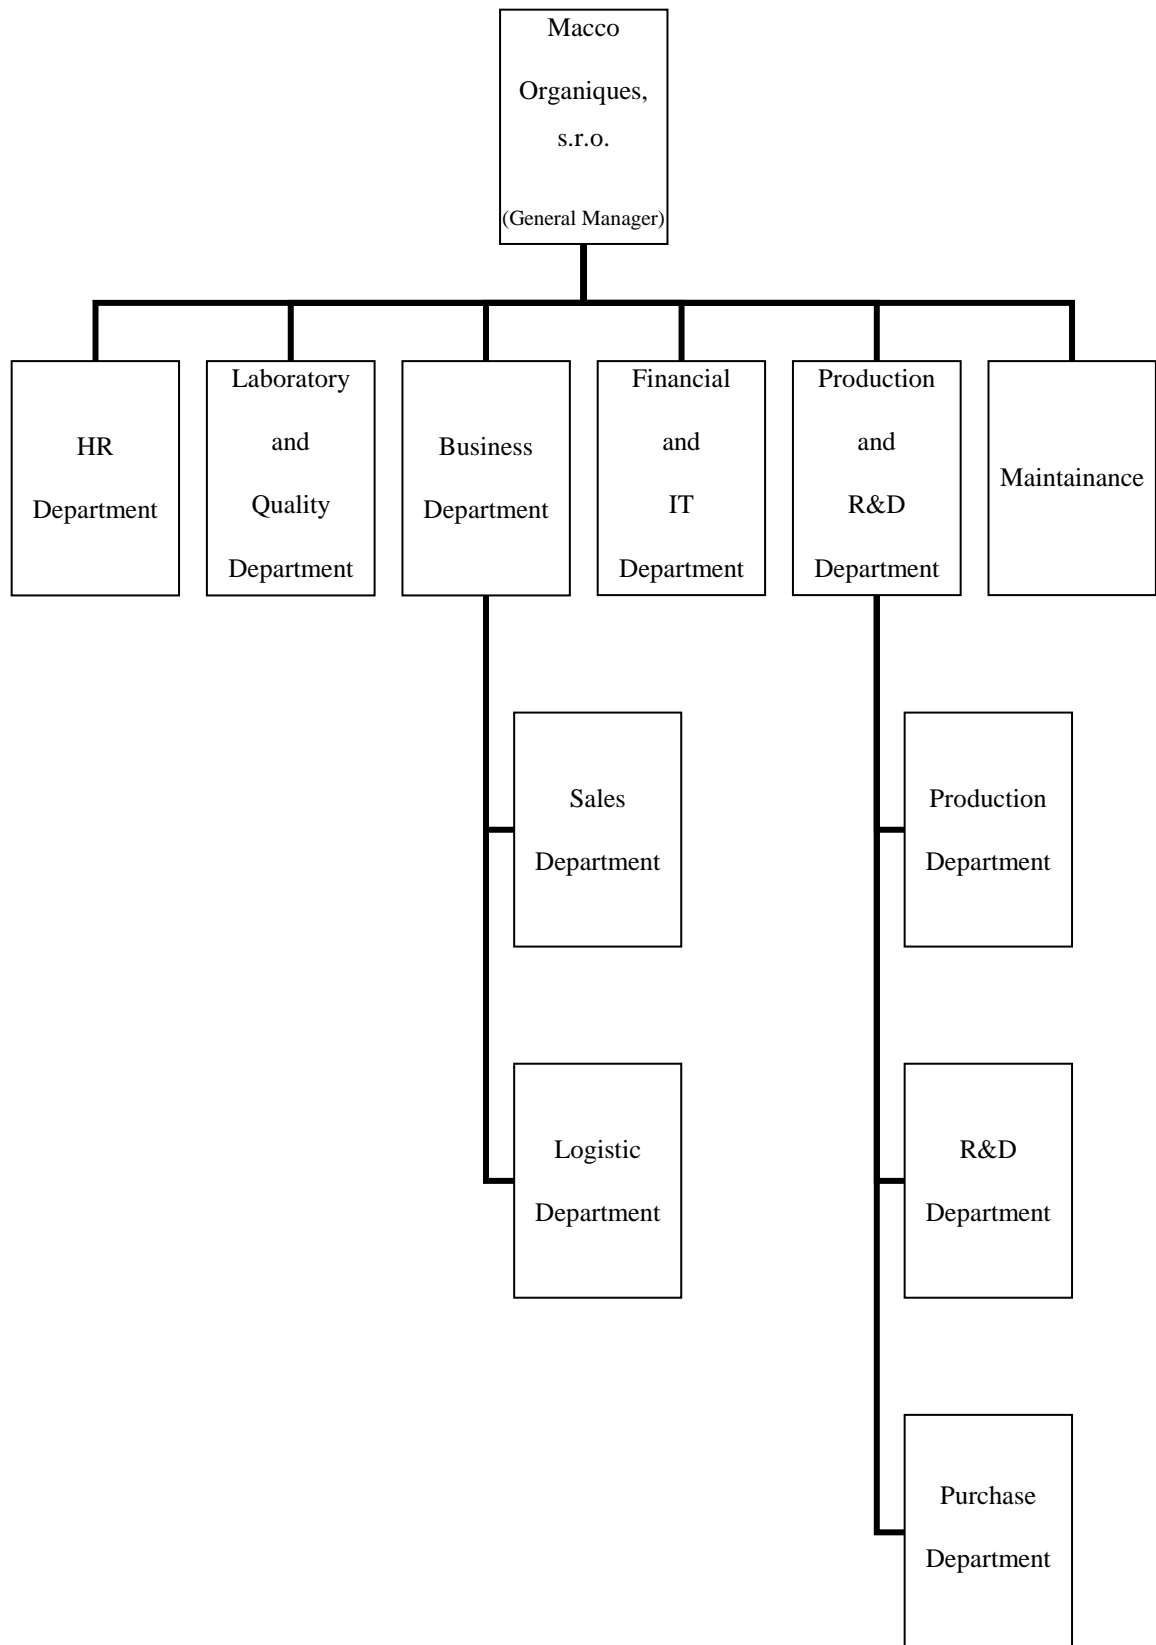 Macco
Organiques,
s.r.o.
(General Manager)
HR
Department
Laboratory
and
Quality
Department
Business
Department
Financial
and
IT
Department
Production
and
R&D
Department
Maintainance
Sales
Department
Logistic
Department
Production
Department
R&D
Department
Purchase
Department